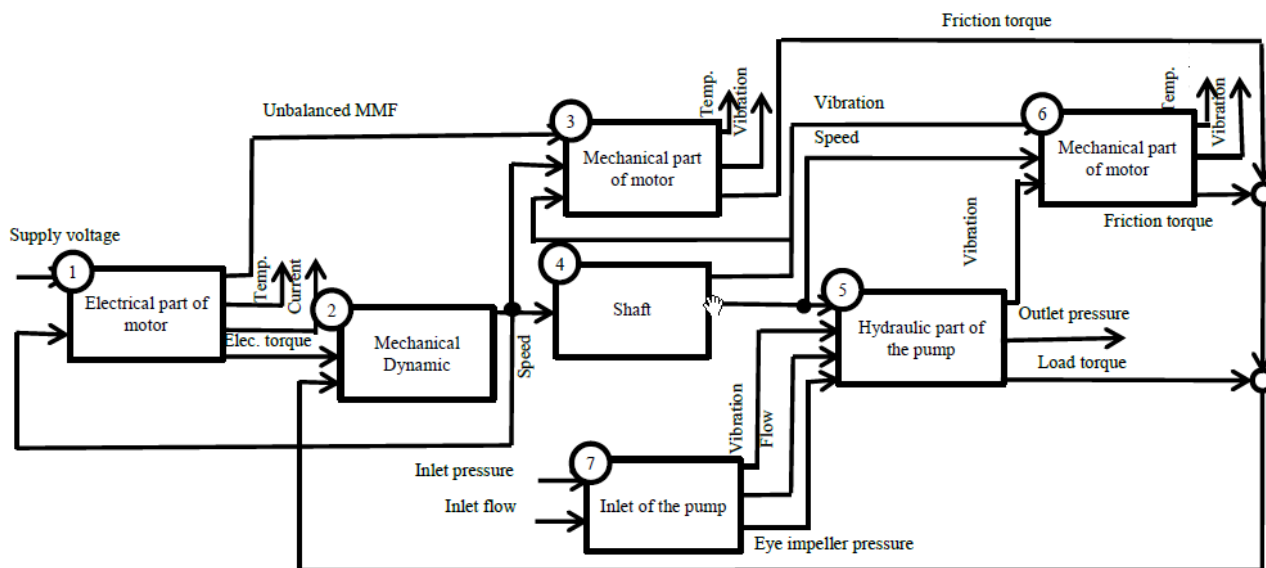 Friction torque
Unbalanced MMF
3
Mechanical part
of motor
Temp.
Vibration
Vibration
Speed
6
Mechanical part
of motor
Temp.
Vibration
Friction torque
Supply voltage
1
Electrical part of
motor
Temp.
Current
Elec. torque
2
Mechanical
Dynamic
Speed
4
Shaft
5
Hydraulic part of
the pump
Vibration
Outlet pressure
Load torque
Vibration
Flow
Inlet pressure
Inlet flow
7
Inlet of the pump
Eye impeller pressure